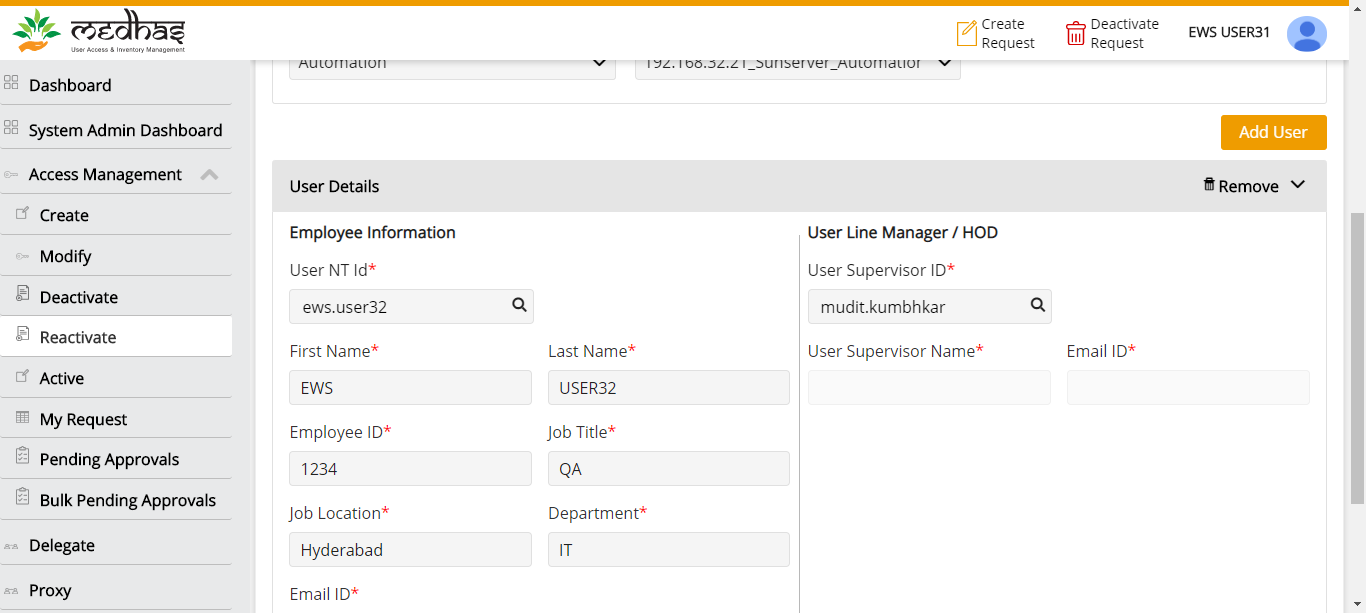 medhas
User Access & Inventory Management
Create
Request
Deactivate
Request
EWS USER31
Dashboard
System Admin Dashboard
Access Management
Create
Modify
Deactivate
Reactivate
Active
My Request
Pending Approvals
Bulk Pending Approvals
Delegate
Proxy
Automation
192.168.32.21_Sunserver_Automation
Add User
User Details
Remove
Employee Information
User NT Id*
ews.user32
First Name*
Last Name*
EWS
USER32
Employee ID*
Job Title*
1234
QA
Job Location*
Department*
Hyderabad
IT
Email ID*
User Line Manager / HOD
User Supervisor ID*
mudit.kumbhkar
User Supervisor Name*
Email ID*